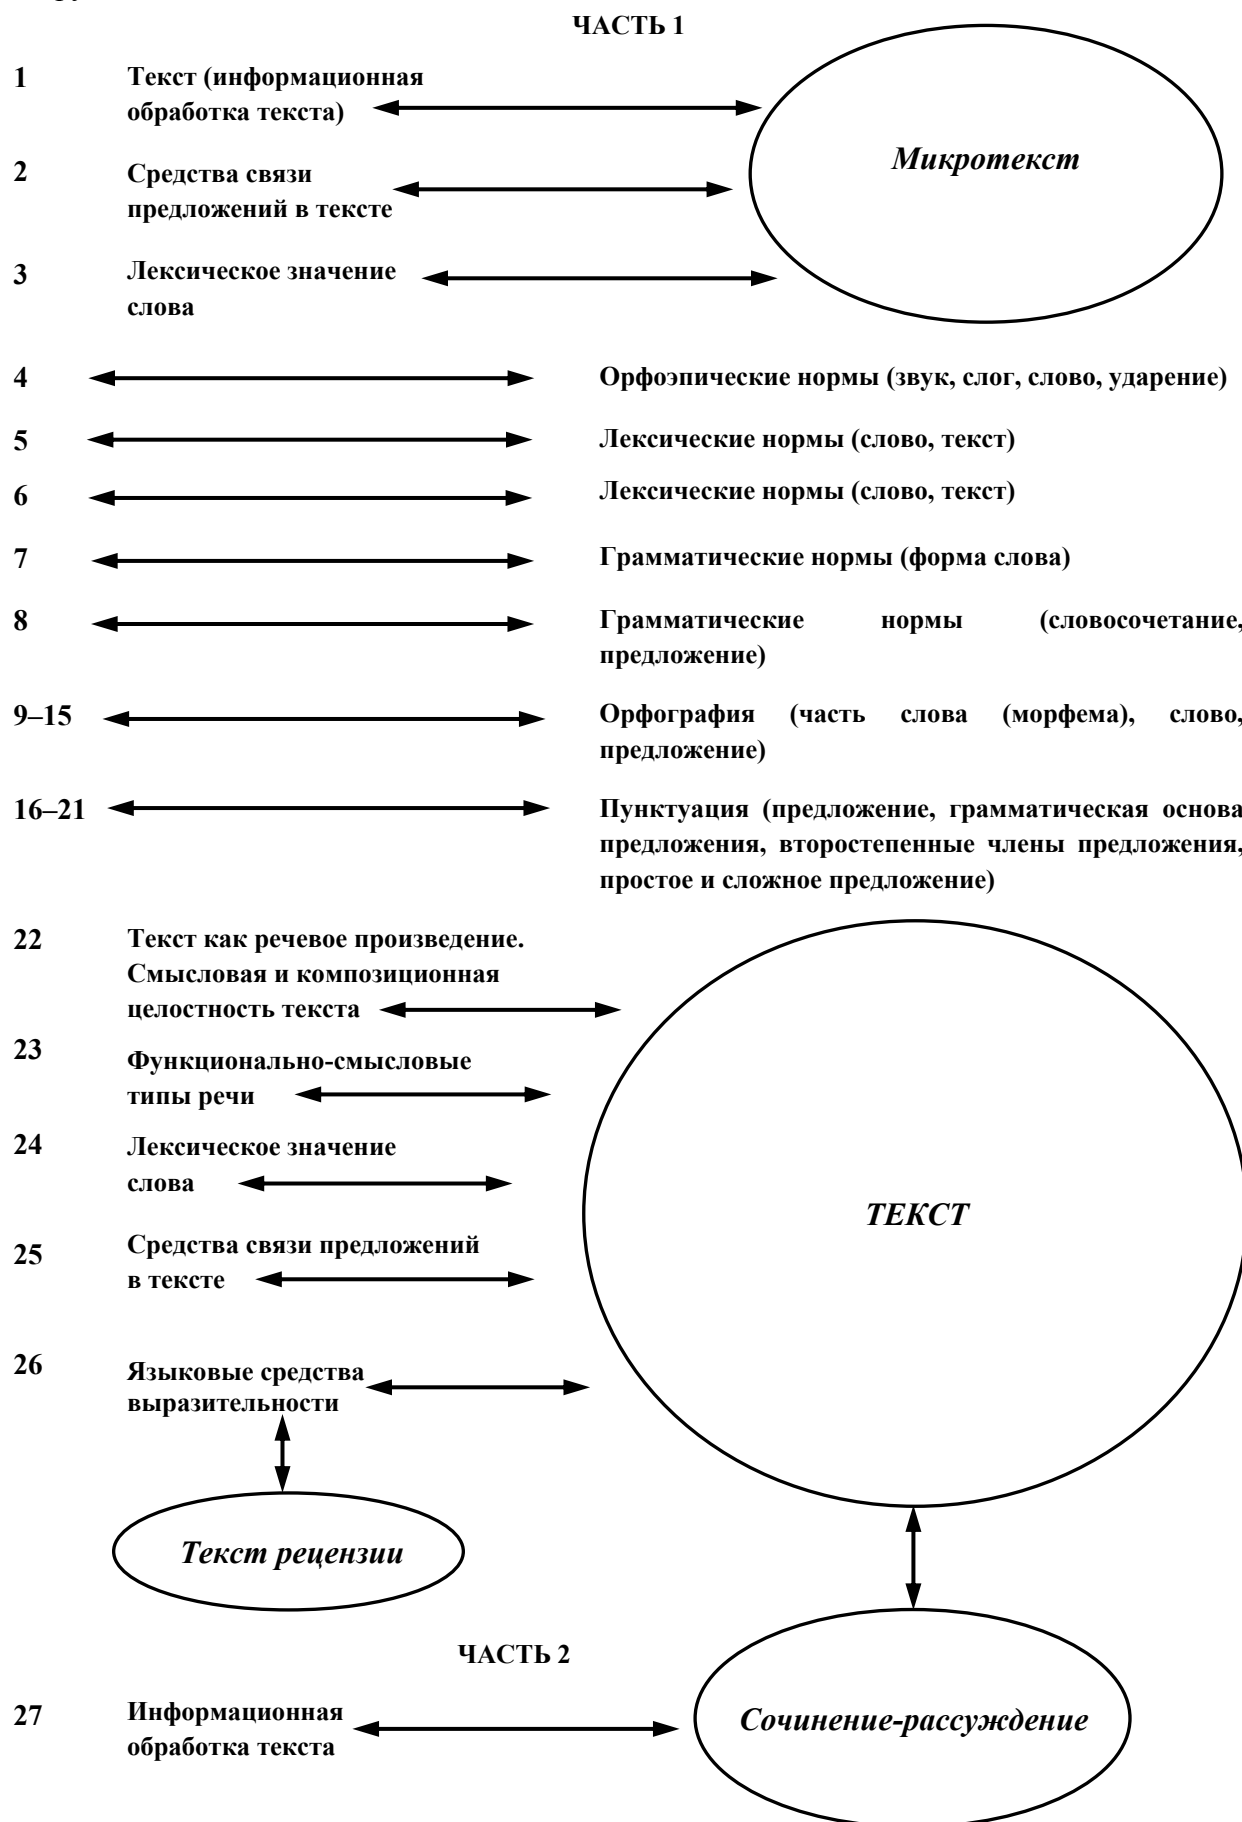 ЧАСТЬ 1
1 Текст (информационная
обработка текста)
Микротекст
2 Средства связи
предложений в тексте
3 Лексическое значение
слова
4 Орфоэпические нормы (звук, слог, слово, ударение)
5 Лексические нормы (слово, текст)
6 Лексические нормы (слово, текст)
7 Грамматические нормы (форма слова)
8 Грамматические нормы (словосочетание,
предложение)
9–15 Орфография (часть слова (морфема), слово,
предложение)
16–21 Пунктуация (предложение, грамматическая основа
предложения, второстепенные члены предложения,
простое и сложное предложение)
22 Текст как речевое произведение.
Смысловая и композиционная
целостность текста
23 Функционально-смысловые
типы речи
24 Лексическое значение
слова
ТЕКСТ
25 Средства связи предложений
в тексте
26 Языковые средства
выразительности
Текст рецензии
ЧАСТЬ 2
27 Информационная
обработка текста
Сочинение-рассуждение